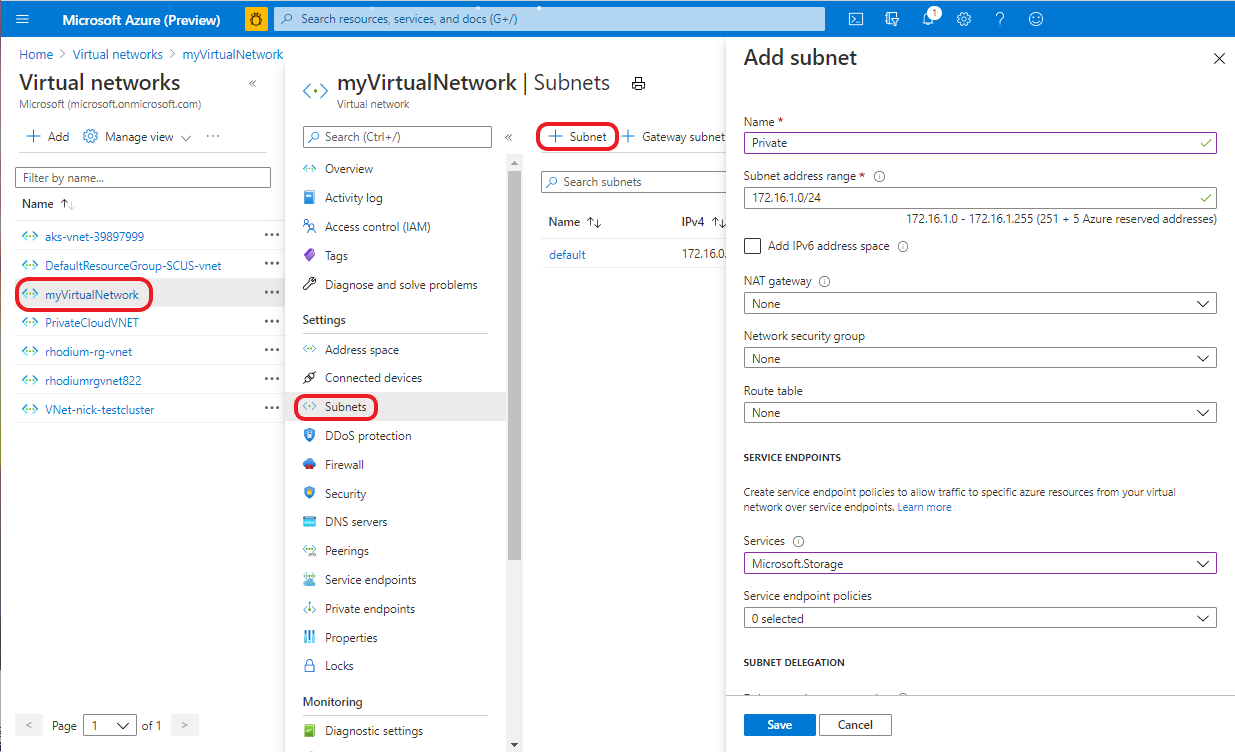 Microsoft Azure (Preview)
Search resources, services, and docs (G+/)
1
Home > Virtual networks > myVirtualNetwork
Virtual networks
Microsoft (microsoft.onmicrosoft.com)
+ Add
Manage view
Filter by name...
Name
aks-vnet-39897999
DefaultResourceGroup-SCUS-vnet
myVirtualNetwork
PrivateCloudVNET
rhodium-rg-vnet
rhodiumrgvnet822
VNet-nick-testcluster
< Page 1 of 1 >
myVirtualNetwork | Subnets
Virtual network
Search (Ctrl+/)
Overview
Activity log
Access control (IAM)
Tags
Diagnose and solve problems
Settings
Address space
Connected devices
Subnets
DDoS protection
Firewall
Security
DNS servers
Peerings
Service endpoints
Private endpoints
Properties
Locks
Monitoring
Diagnostic settings
+ Subnet
+ Gateway subnet
Search subnets
Name IPv4
default 172.16.0.
Add subnet
Name *
Private
Subnet address range *
172.16.1.0/24
172.16.1.0 - 172.16.1.255 (251 + 5 Azure reserved addresses)
Add IPv6 address space
NAT gateway
None
Network security group
None
Route table
None
SERVICE ENDPOINTS
Create service endpoint policies to allow traffic to specific azure resources from your virtual
network over service endpoints. Learn more
Services
Microsoft.Storage
Service endpoint policies
0 selected
SUBNET DELEGATION
Save
Cancel